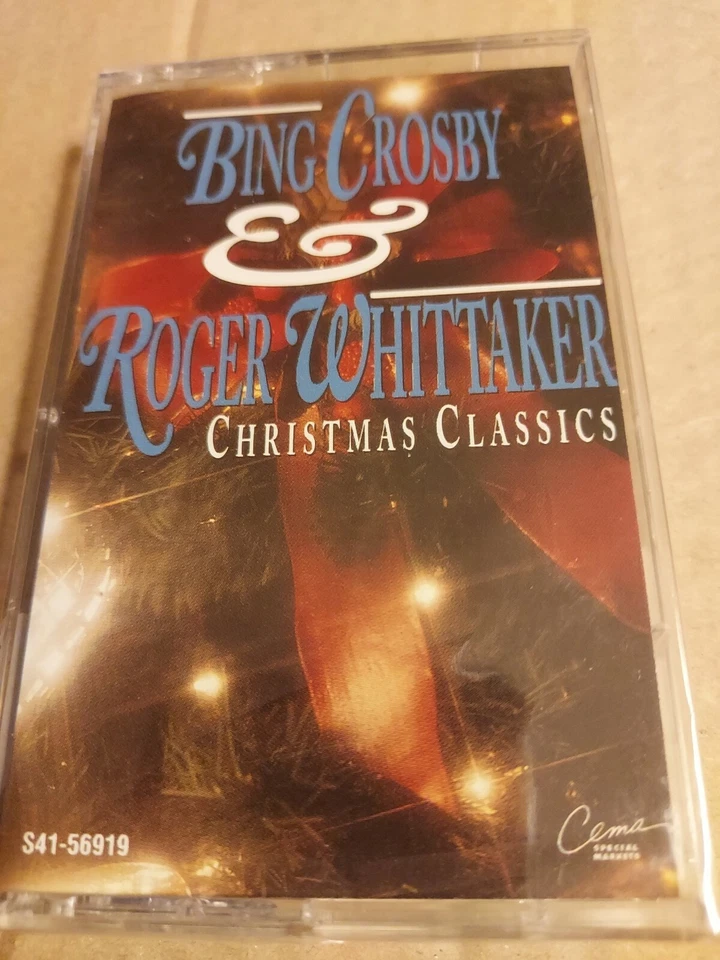 BING CROSBY
&
ROGER WHITTAKER
CHRISTMAS CLASSICS
S41-56919
Cema
SPECIAL
MARKETS